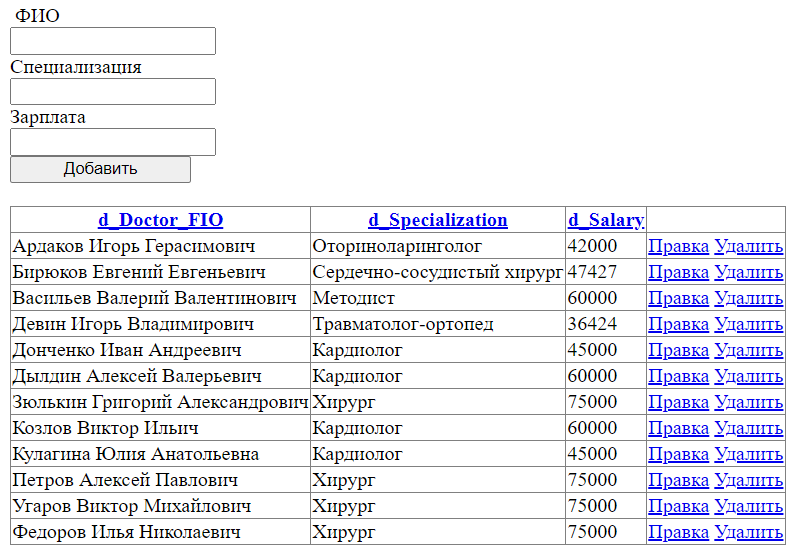 ФИО
Специализация
Зарплата
Добавить
d_Doctor_FIO d_Specialization d_Salary
Ардаков Игорь Герасимович Оториноларинголог 42000 Правка Удалить
Бирюков Евгений Евгеньевич Сердечно-сосудистый хирург 47427 Правка Удалить
Васильев Валерий Валентинович Методист 60000 Правка Удалить
Девин Игорь Владимирович Травматолог-ортопед 36424 Правка Удалить
Донченко Иван Андреевич Кардиолог 45000 Правка Удалить
Дылдин Алексей Валерьевич Кардиолог 60000 Правка Удалить
Зюлькин Григорий Александрович Хирург 75000 Правка Удалить
Козлов Виктор Ильич Кардиолог 60000 Правка Удалить
Кулагина Юлия Анатольевна Кардиолог 45000 Правка Удалить
Петров Алексей Павлович Хирург 75000 Правка Удалить
Угаров Виктор Михайлович Хирург 75000 Правка Удалить
Федоров Илья Николаевич Хирург 75000 Правка Удалить